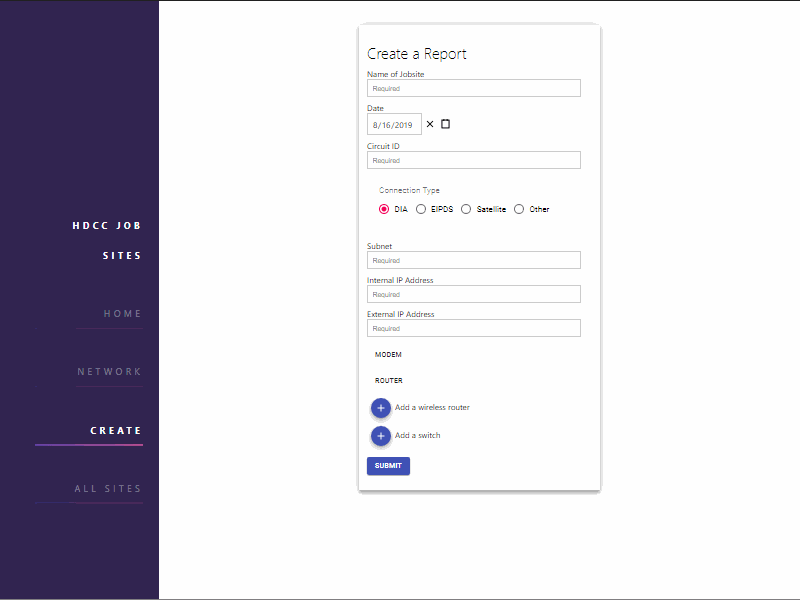 HDCC JOB
SITES
HOME
NETWORK
CREATE
ALL SITES
Create a Report
Name of Jobsite
Required
Date
8/16/2019
Circuit ID
Required
Connection Type
DIA EIPDS Satellite Other
Subnet
Required
Internal IP Address
Required
External IP Address
Required
MODEM
ROUTER
Add a wireless router
Add a switch
SUBMIT